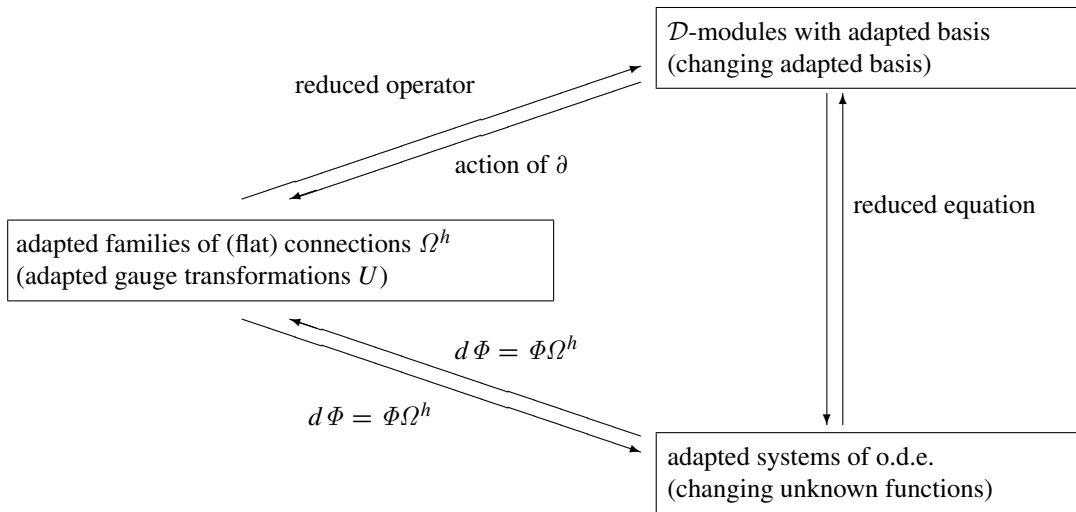 𝒟-modules with adapted basis
(changing adapted basis)
reduced operator
action of ∂
reduced equation
adapted families of (flat) connections Ω^h
(adapted gauge transformations U)
dΦ = ΦΩ^h
dΦ = ΦΩ^h
adapted systems of o.d.e.
(changing unknown functions)